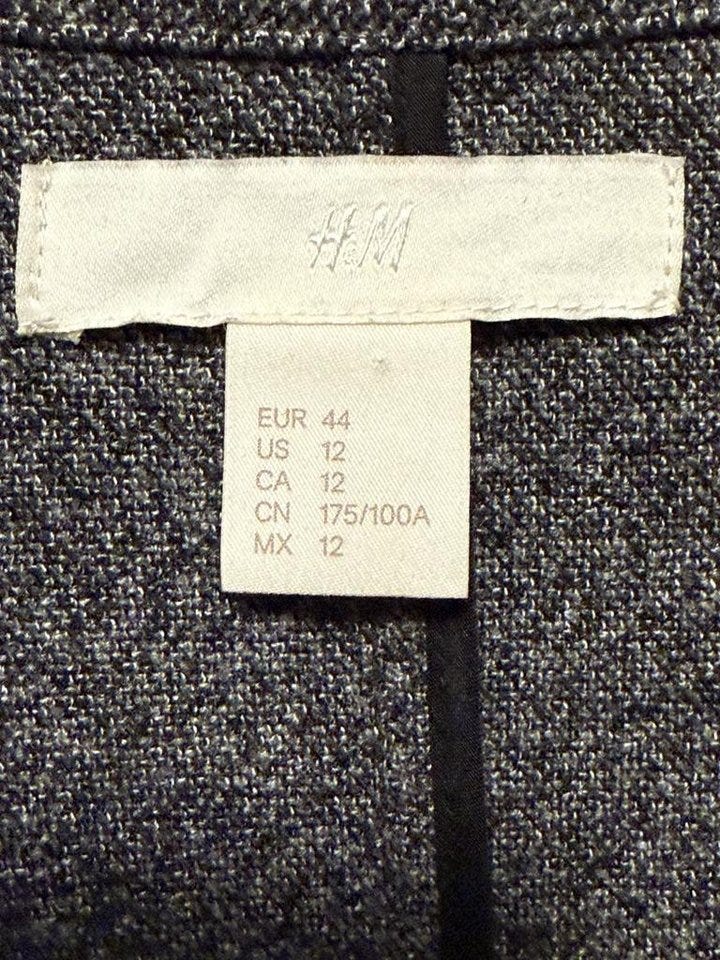 H&M
EUR 44
US 12
CA 12
CN 175/100A
MX 12